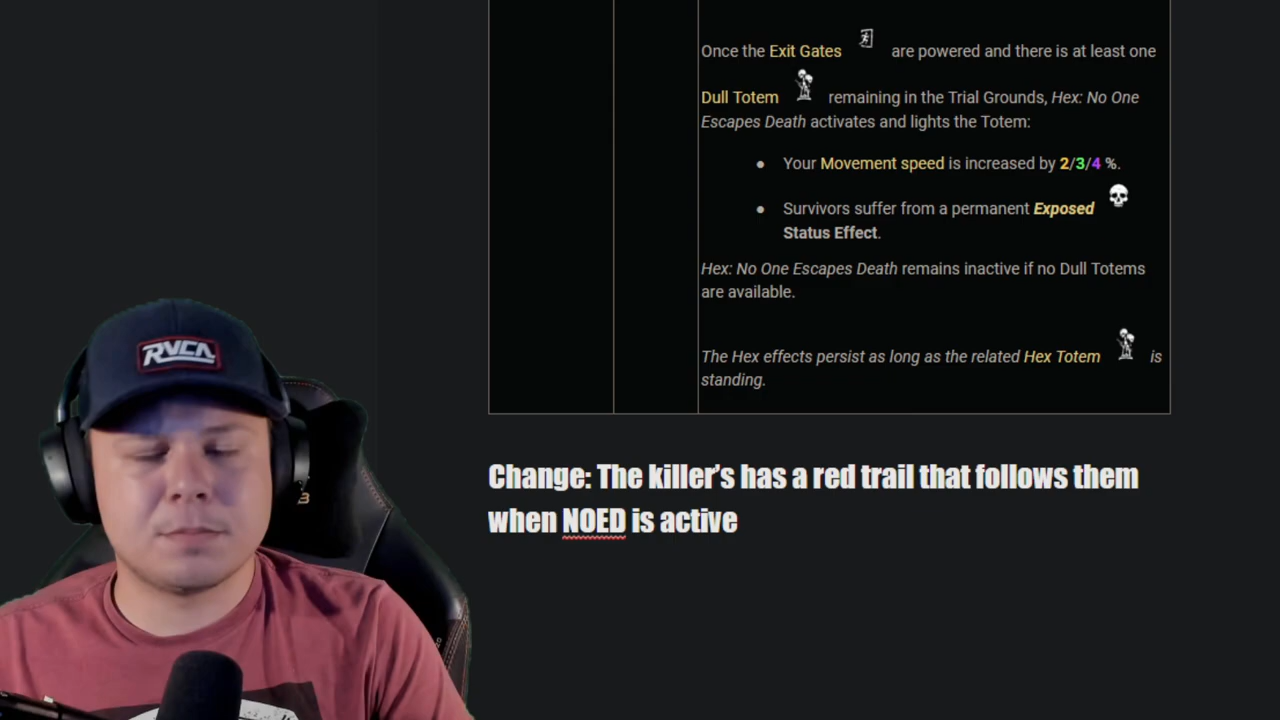 Once the Exit Gates are powered and there is at least one
Dull Totem remaining in the Trial Grounds, Hex: No One
Escapes Death activates and lights the Totem:
● Your Movement speed is increased by 2/3/4 %.
● Survivors suffer from a permanent Exposed
Status Effect.
Hex: No One Escapes Death remains inactive if no Dull Totems
are available.
The Hex effects persist as long as the related Hex Totem is
standing.
Change: The killer's has a red trail that follows them
when NOED is active
RVCA